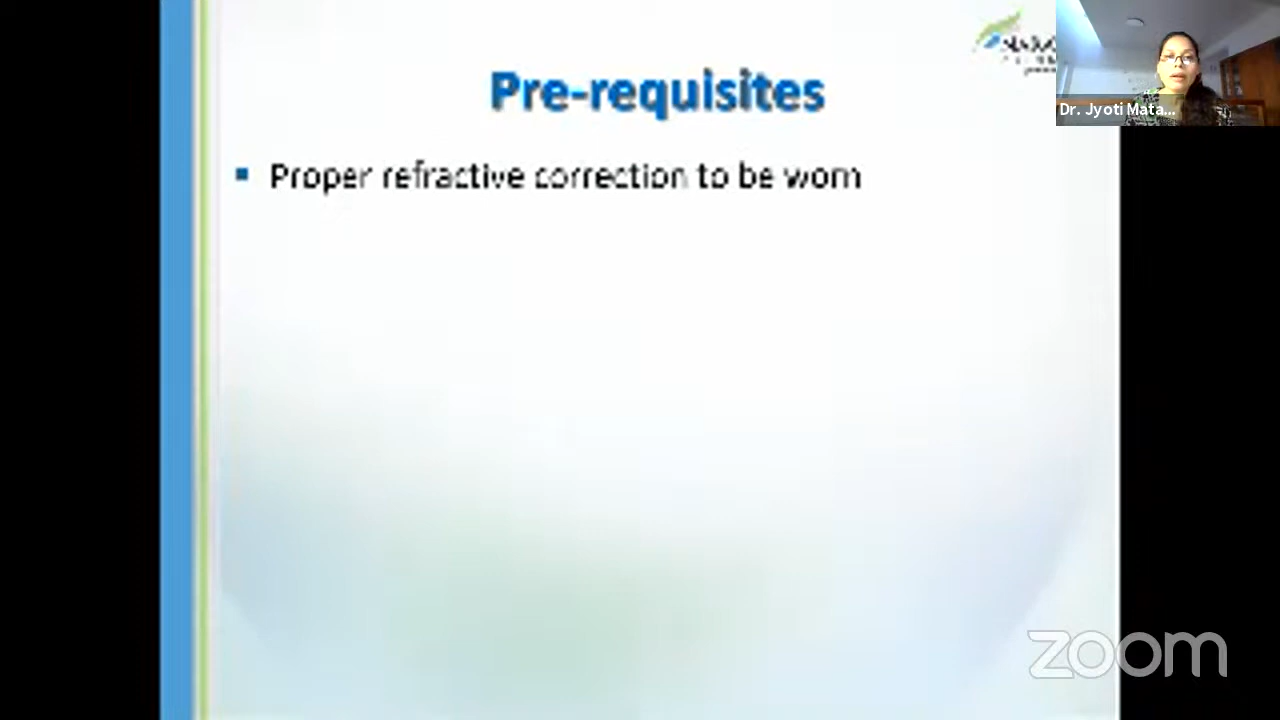 Pre-requisites
Proper refractive correction to be worn
Dr. Jyoti Mata...
zoom